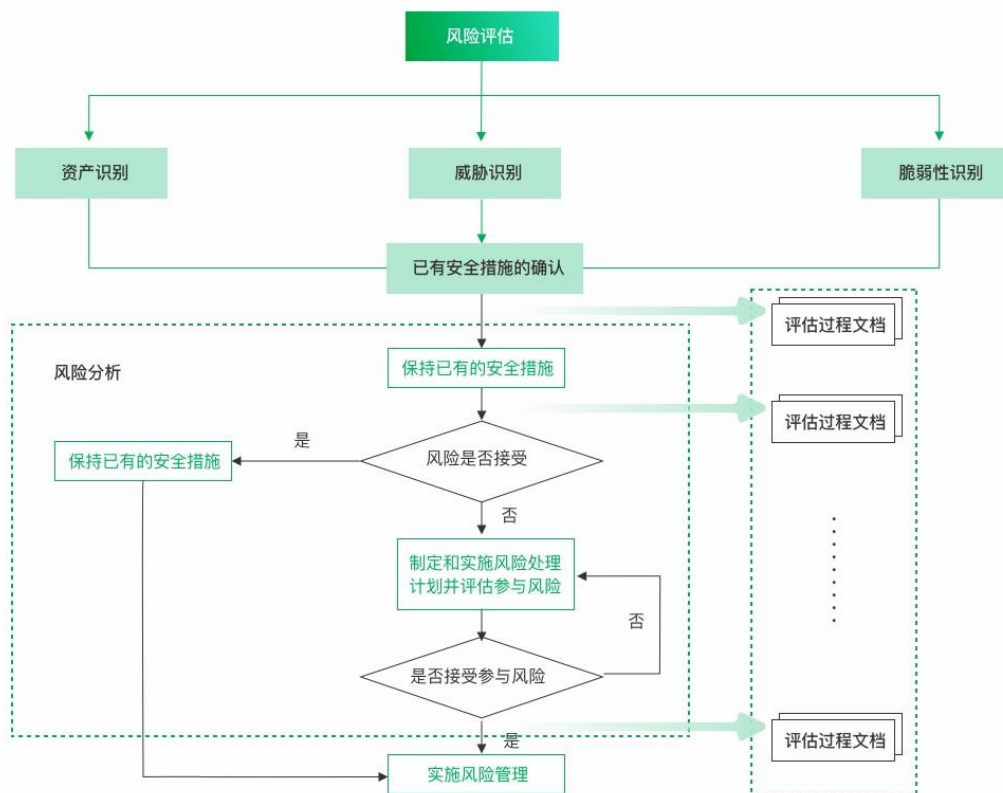 风险评估
资产识别
威胁识别
脆弱性识别
已有安全措施的确认
评估过程文档
风险分析
保持已有的安全措施
评估过程文档
是
保持已有的安全措施
风险是否接受
否
制定和实施风险处理
计划并评估参与风险
否
是否接受参与风险
评估过程文档
是
实施风险管理